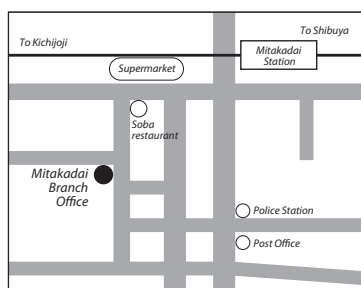 To Shibuya
To Kichijoji
Mitakadai
Station
Supermarket
Soba
restaurant
Mitakadai
Branch
Office
Police Station
Post Office